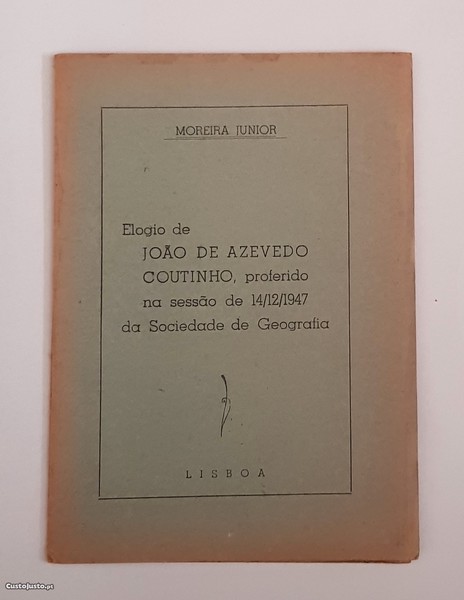 MOREIRA JUNIOR
Elogio de
JOÃO DE AZEVEDO
COUTINHO, proferido
na sessão de 14/12/1947
da Sociedade de Geografia
LISBOA
CustoJusto.pt